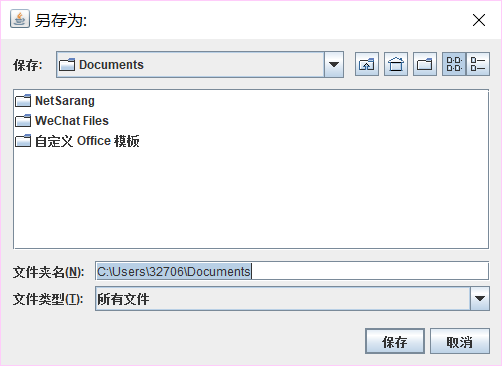 另存为:
保存: Documents
NetSarang
WeChat Files
自定义 Office 模板
文件夹名(N): C:\Users\32706\Documents
文件类型(T): 所有文件
保存 取消